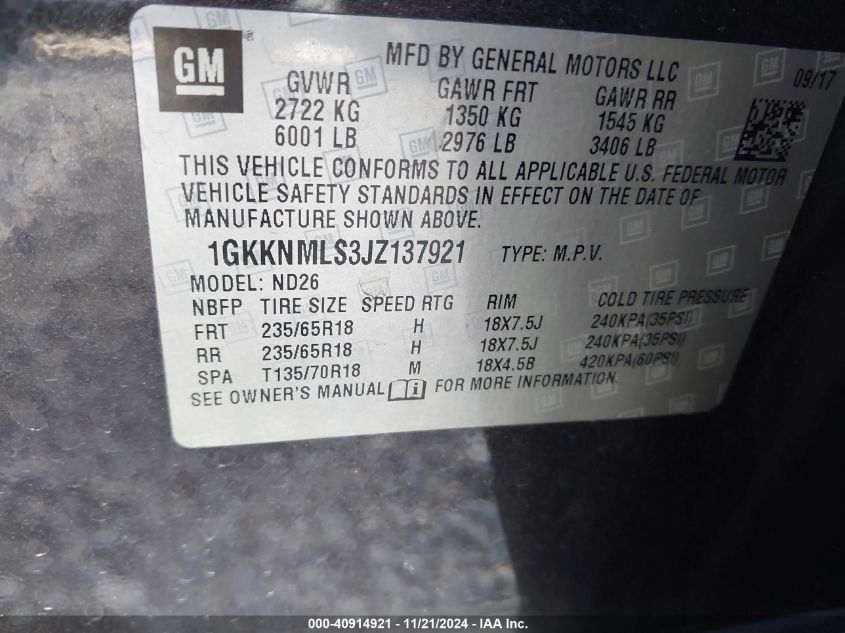 GM
MFD BY GENERAL MOTORS LLC
09/17
GVWR GAWR FRT GAWR RR
2722 KG 1350 KG 1545 KG
6001 LB 2976 LB 3406 LB
THIS VEHICLE CONFORMS TO ALL APPLICABLE U.S. FEDERAL MOTOR
VEHICLE SAFETY STANDARDS IN EFFECT ON THE DATE OF
MANUFACTURE SHOWN ABOVE.
1GKKNMLS3JZ137921 TYPE: M.P.V.
MODEL: ND26
NBFP TIRE SIZE SPEED RTG RIM COLD TIRE PRESSURE
FRT 235/65R18 H 18X7.5J 240KPA(35PSI)
RR 235/65R18 H 18X7.5J 240KPA(35PSI)
SPA T135/70R18 M 18X4.5B 420KPA(60PSI)
SEE OWNER'S MANUAL FOR MORE INFORMATION.
000-40914921 - 11/21/2024 - IAA Inc.